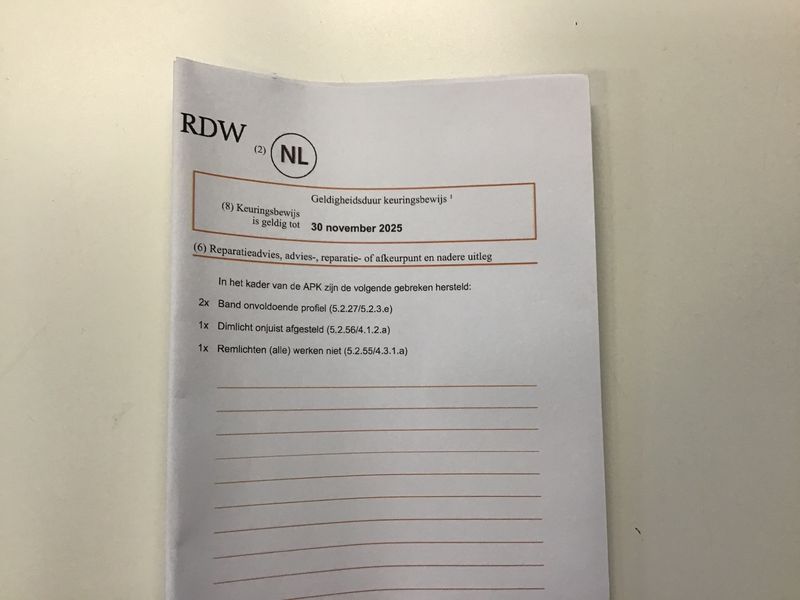 RDW
(2) NL
Geldigheidsduur keuringsbewijs 1
(8) Keuringsbewijs
is geldig tot 30 november 2025
(6) Reparatieadvies, advies-, reparatie- of afkeurpunt en nadere uitleg
In het kader van de APK zijn de volgende gebreken hersteld:
2x Band onvoldoende profiel (5.2.27/5.2.3.e)
1x Dimlicht onjuist afgesteld (5.2.56/4.1.2.a)
1x Remlichten (alle) werken niet (5.2.55/4.3.1.a)